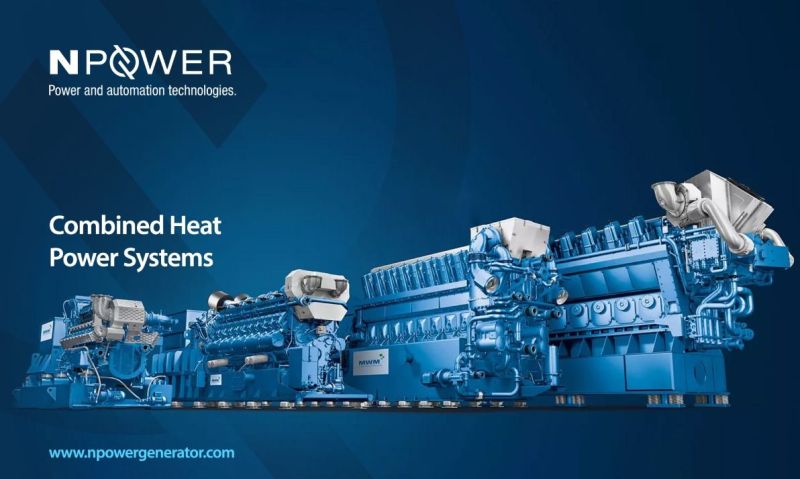 NPOWER
Power and automation technologies.
Combined Heat
Power Systems
MWM
www.npowergenerator.com